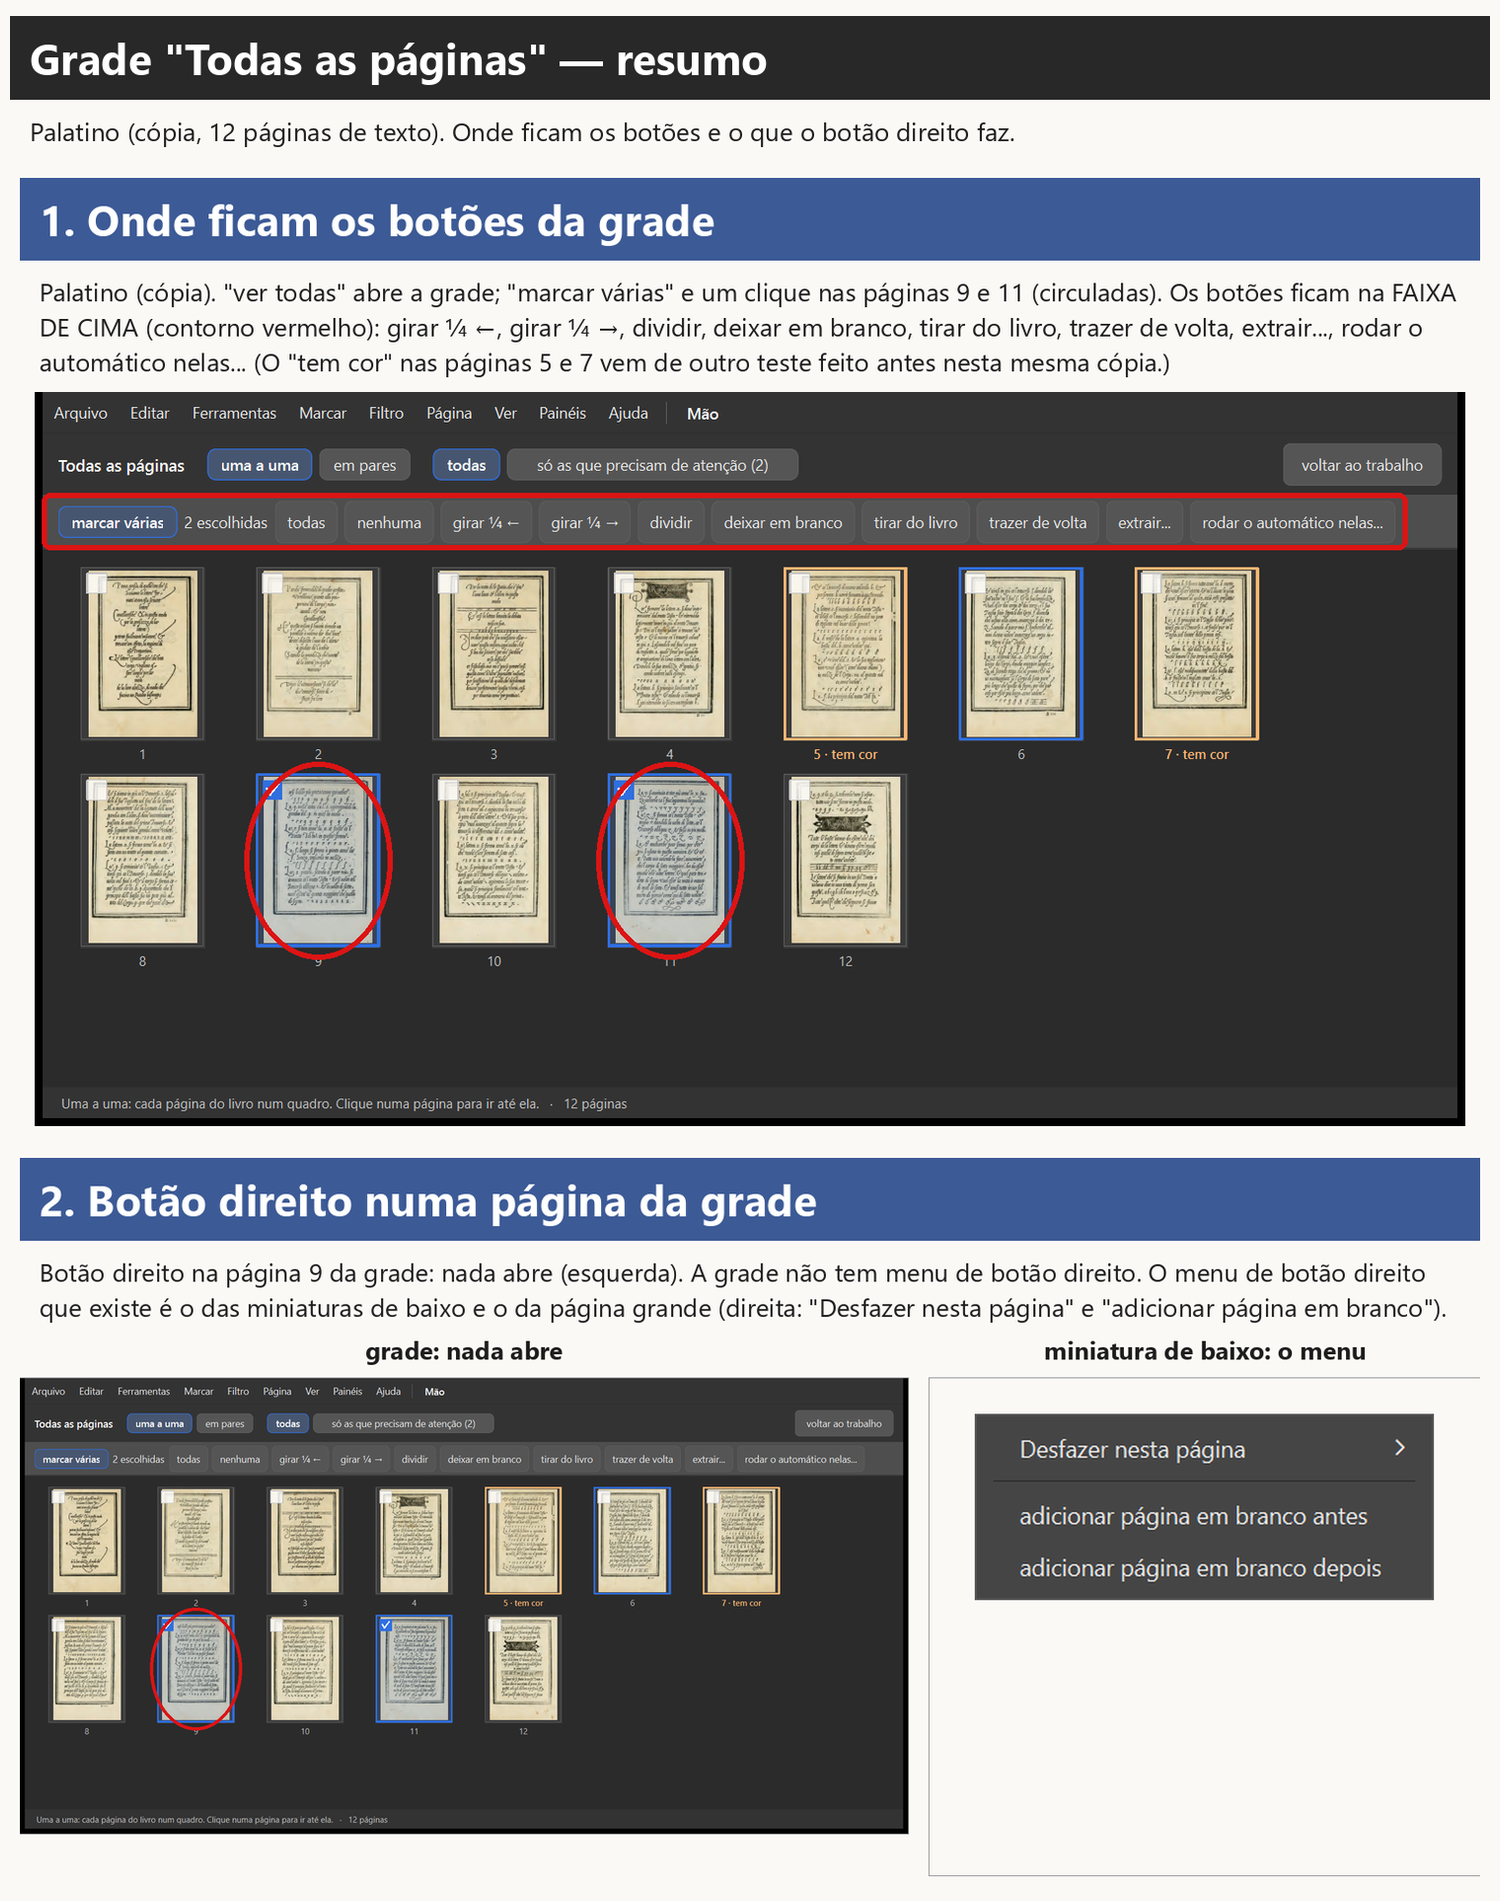 Grade "Todas as páginas" — resumo
Palatino (cópia, 12 páginas de texto). Onde ficam os botões e o que o botão direito faz.
1. Onde ficam os botões da grade
Palatino (cópia). "ver todas" abre a grade; "marcar várias" e um clique nas páginas 9 e 11 (circuladas). Os botões ficam na FAIXA
DE CIMA (contorno vermelho): girar ¼ ←, girar ¼ →, dividir, deixar em branco, tirar do livro, trazer de volta, extrair..., rodar o
automático nelas... (O "tem cor" nas páginas 5 e 7 vem de outro teste feito antes nesta mesma cópia.)
Arquivo Editar Ferramentas Marcar Filtro Página Ver Painéis Ajuda Mão
Todas as páginas uma a uma em pares todas só as que precisam de atenção (2) voltar ao trabalho
marcar várias 2 escolhidas todas nenhuma girar ¼ ← girar ¼ → dividir deixar em branco tirar do livro trazer de volta extrair... rodar o automático nelas...
1 2 3 4 5 · tem cor 6 7 · tem cor
8 9 10 11 12
Uma a uma: cada página do livro num quadro. Clique numa página para ir até ela. · 12 páginas
2. Botão direito numa página da grade
Botão direito na página 9 da grade: nada abre (esquerda). A grade não tem menu de botão direito. O menu de botão direito
que existe é o das miniaturas de baixo e o da página grande (direita: "Desfazer nesta página" e "adicionar página em branco").
grade: nada abre
Arquivo Editar Ferramentas Marcar Filtro Página Ver Painéis Ajuda Mão
Todas as páginas uma a uma em pares todas só as que precisam de atenção (2) voltar ao trabalho
marcar várias 2 escolhidas todas nenhuma girar ¼ ← girar ¼ → dividir deixar em branco tirar do livro trazer de volta extrair... rodar o automático nelas...
1 2 3 4 5 · tem cor 6 7 · tem cor
8 9 10 11 12
Uma a uma: cada página do livro num quadro. Clique numa página para ir até ela. · 12 páginas
miniatura de baixo: o menu
Desfazer nesta página
adicionar página em branco antes
adicionar página em branco depois